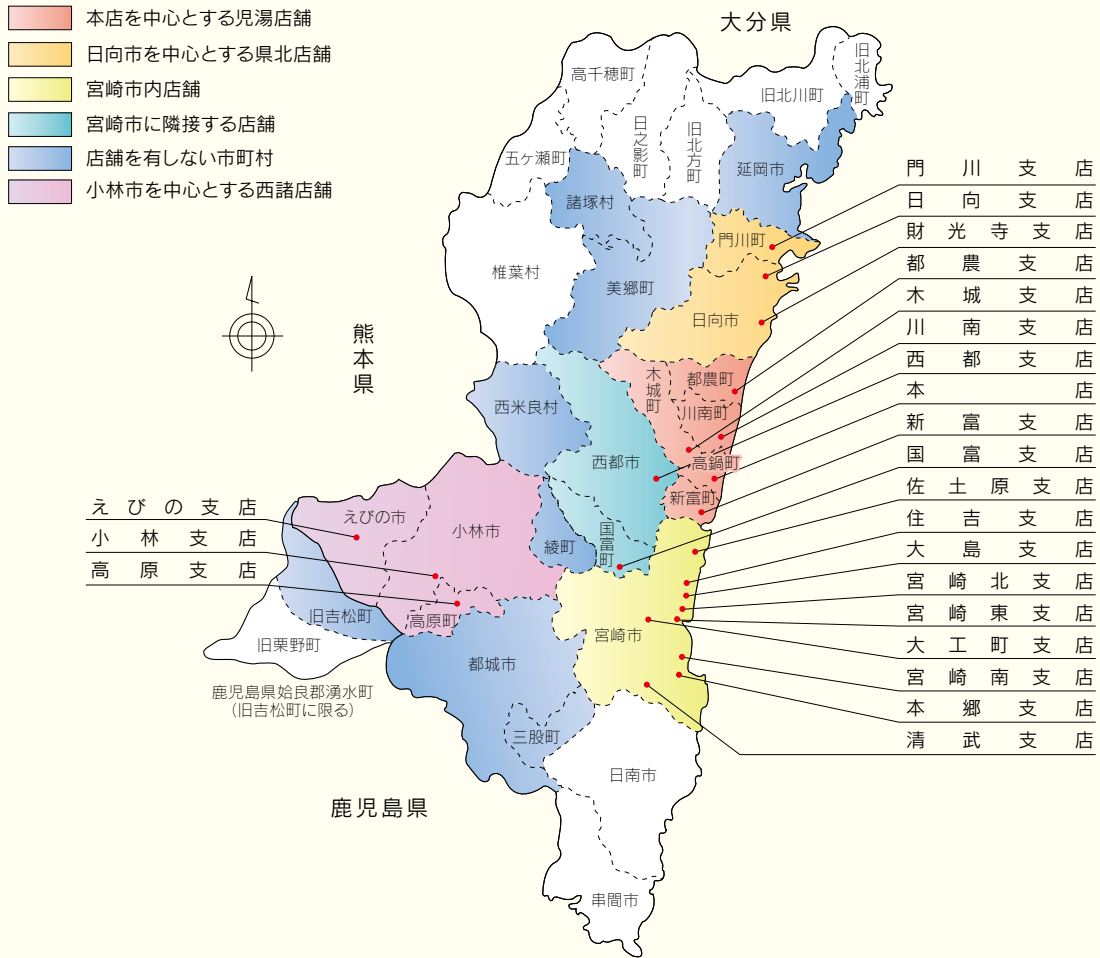 本店を中心とする児湯店舗
日向市を中心とする県北店舗
宮崎市内店舗
宮崎市に隣接する店舗
店舗を有しない市町村
小林市を中心とする西諸店舗
大分県
熊本県
鹿児島県
高千穂町
日之影町
旧北方町
旧北川町
旧北浦町
五ヶ瀬町
延岡市
諸塚村
椎葉村
美郷町
門川町
日向市
木城町
都農町
川南町
高鍋町
新富町
西米良村
西都市
国富町
綾町
えびの市
小林市
高原町
宮崎市
旧吉松町
旧栗野町
都城市
三股町
日南市
串間市
鹿児島県姶良郡湧水町
（旧吉松町に限る）
えびの支店
小林支店
高原支店
門川支店
日向支店
財光寺支店
都農支店
木城支店
川南支店
西都支店
本店
新富支店
国富支店
佐土原支店
住吉支店
大島支店
宮崎北支店
宮崎東支店
大工町支店
宮崎南支店
本郷支店
清武支店